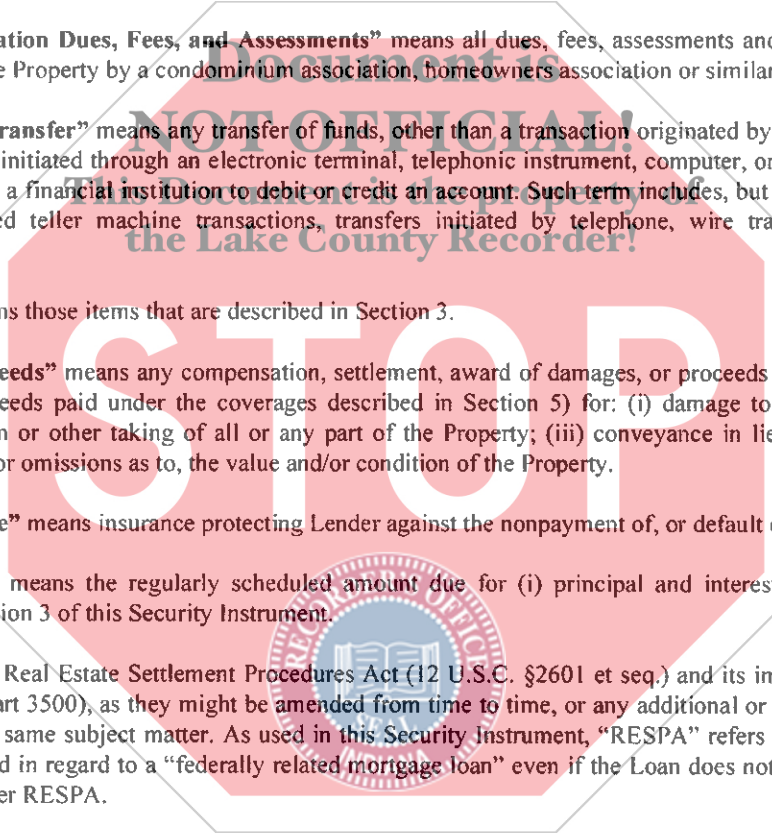 ation Dues, Fees, and Assessments” means all dues, fees, assessments and
Document is
e Property by a condominium association, homeowners association or similar
NOT OFFICIAL!
ransfer” means any transfer of funds, other than a transaction originated by
initiated through an electronic terminal, telephonic instrument, computer, or
This Document is the property of
a financial institution to debit or credit an account. Such term includes, but
ed teller machine transactions, transfers initiated by telephone, wire tra
the Lake County Recorder!
ns those items that are described in Section 3.
STOP
eeds” means any compensation, settlement, award of damages, or proceeds
eeds paid under the coverages described in Section 5) for: (i) damage to
n or other taking of all or any part of the Property; (iii) conveyance in lie
or omissions as to, the value and/or condition of the Property.
e” means insurance protecting Lender against the nonpayment of, or default
means the regularly scheduled amount due for (i) principal and interes
ion 3 of this Security Instrument.
RECORDER'S OFFICE
Real Estate Settlement Procedures Act (12 U.S.C. §2601 et seq.) and its im
art 3500), as they might be amended from time to time, or any additional or
SEAL
same subject matter. As used in this Security Instrument, “RESPA” refers
INDIANA
d in regard to a “federally related mortgage loan” even if the Loan does not
er RESPA.